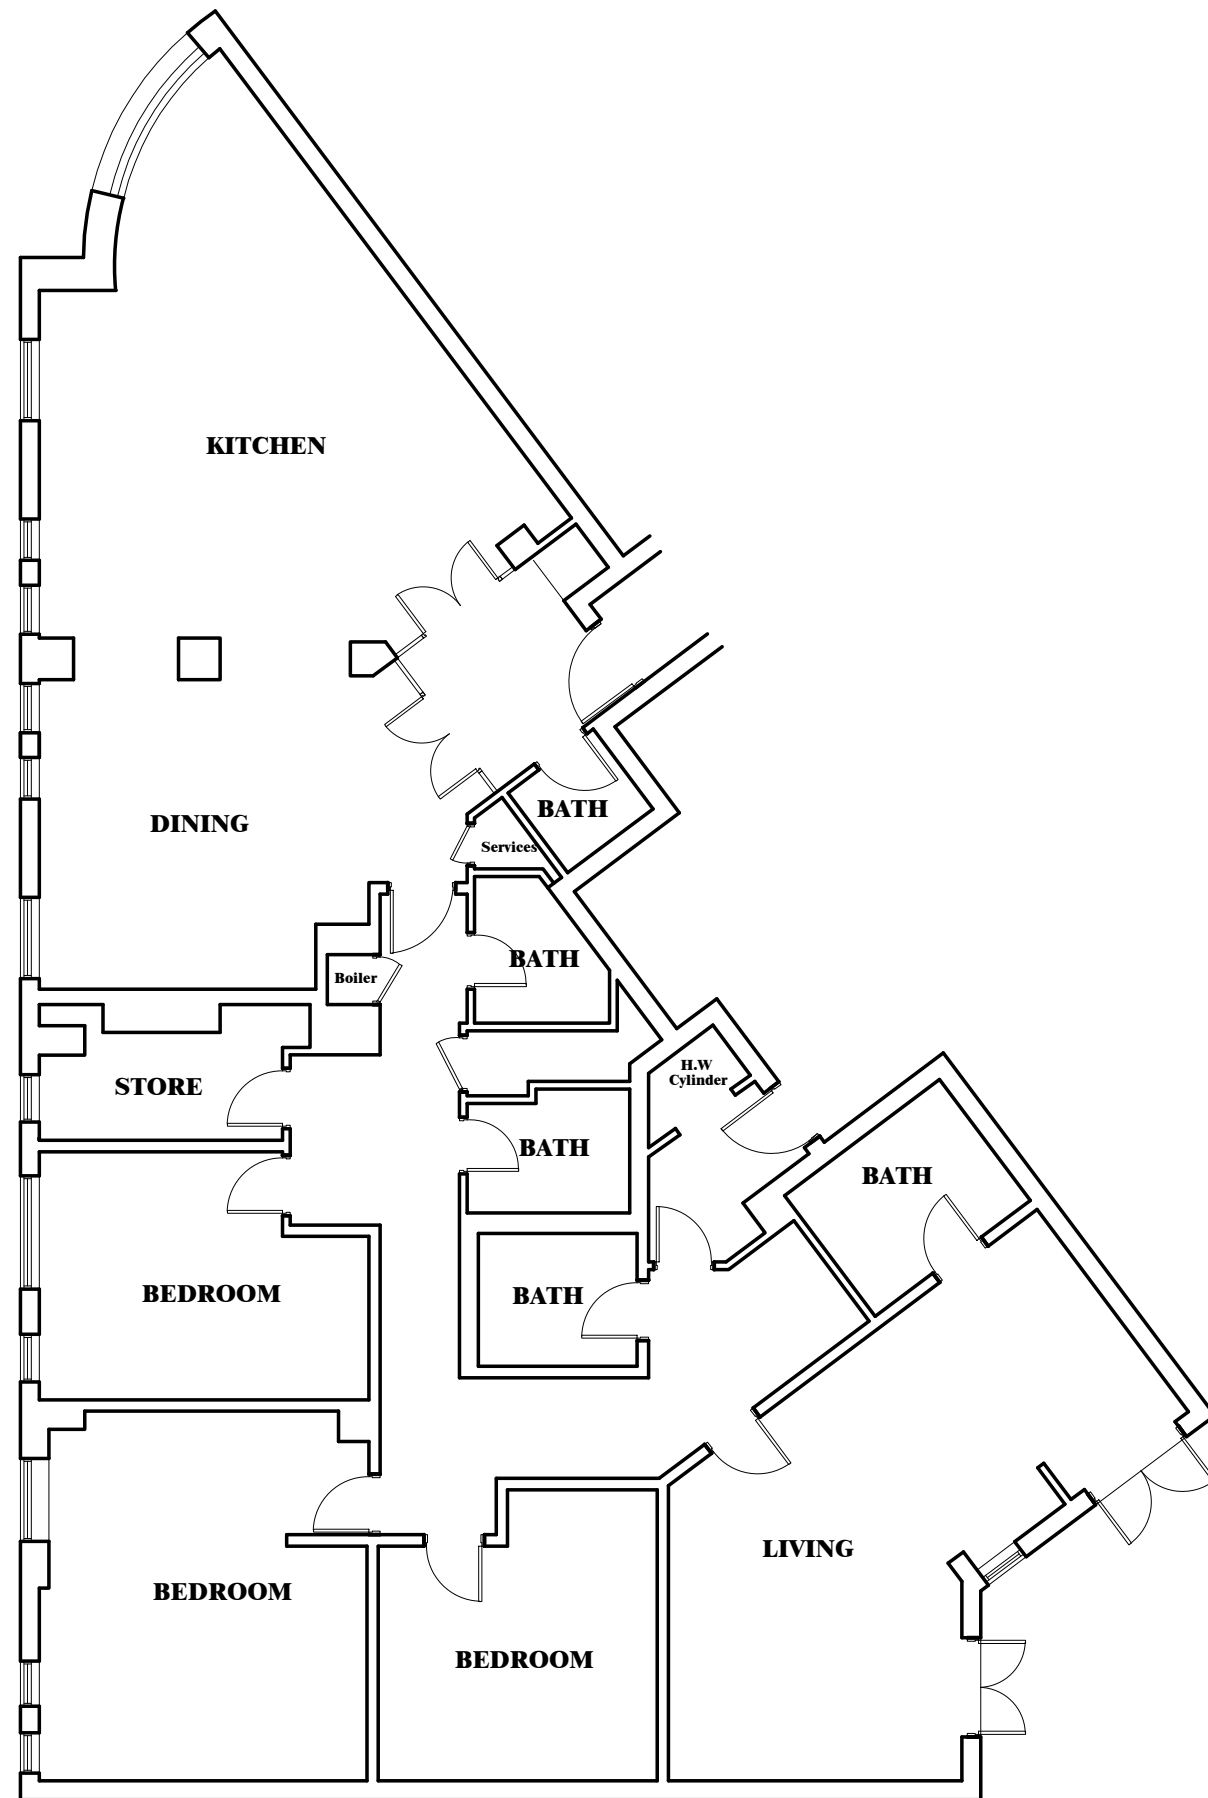 KITCHEN
BATH
DINING
Services
BATH
Boiler
H.W
Cylinder
STORE
BATH
BATH
BEDROOM
BATH
LIVING
BEDROOM
BEDROOM